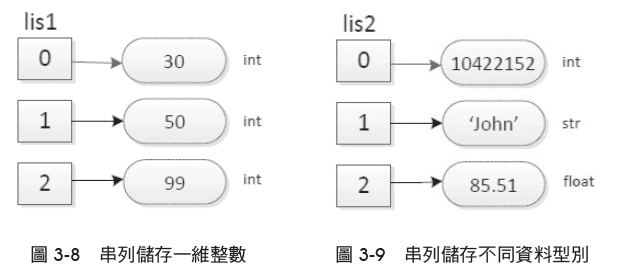 lis1
0 30 int
1 50 int
2 99 int
圖 3-8 串列儲存一維整數
lis2
0 10422152 int
1 ‘John’ str
2 85.51 float
圖 3-9 串列儲存不同資料型別